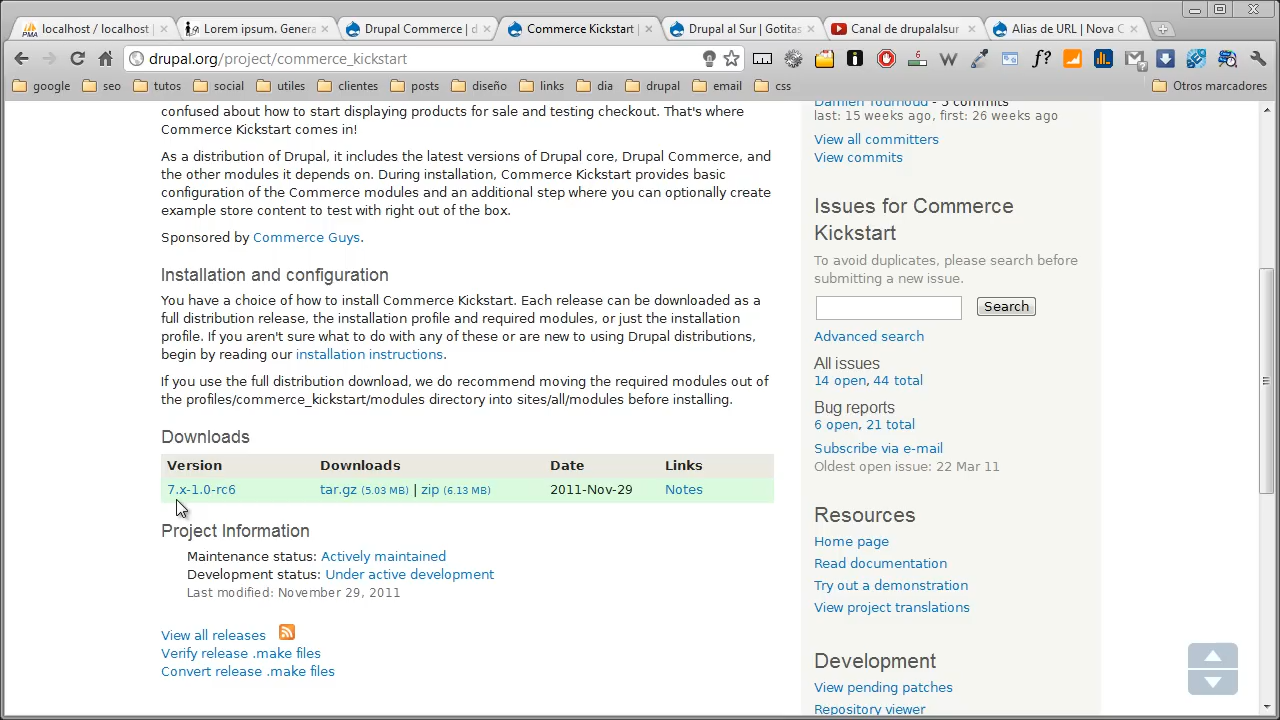 localhost / localhost |
Lorem ipsum. Genera
Drupal Commerce | d
Commerce Kickstart |
Drupal al Sur | Gotitas
Canal de drupalalsur
Alias de URL | Nova C
drupal.org/project/commerce_kickstart
google
seo
tutos
social
utiles
clientes
posts
diseño
links
dia
drupal
email
css
Otros marcadores
confused about how to start displaying products for sale and testing checkout. That's where
Commerce Kickstart comes in!
As a distribution of Drupal, it includes the latest versions of Drupal core, Drupal Commerce, and
the other modules it depends on. During installation, Commerce Kickstart provides basic
configuration of the Commerce modules and an additional step where you can optionally create
example store content to test with right out of the box.
Sponsored by Commerce Guys.
Installation and configuration
You have a choice of how to install Commerce Kickstart. Each release can be downloaded as a
full distribution release, the installation profile and required modules, or just the installation
profile. If you aren't sure what to do with any of these or are new to using Drupal distributions,
begin by reading our installation instructions.
If you use the full distribution download, we do recommend moving the required modules out of
the profiles/commerce_kickstart/modules directory into sites/all/modules before installing.
Downloads
Version Downloads Date Links
7.x-1.0-rc6 tar.gz (5.03 MB) | zip (6.13 MB) 2011-Nov-29 Notes
Project Information
Maintenance status: Actively maintained
Development status: Under active development
Last modified: November 29, 2011
View all releases
Verify release .make files
Convert release .make files
Damien Tournoud - 5 commits
last: 15 weeks ago, first: 26 weeks ago
View all committers
View commits
Issues for Commerce
Kickstart
To avoid duplicates, please search before
submitting a new issue.
Search
Advanced search
All issues
14 open, 44 total
Bug reports
6 open, 21 total
Subscribe via e-mail
Oldest open issue: 22 Mar 11
Resources
Home page
Read documentation
Try out a demonstration
View project translations
Development
View pending patches
Repository viewer